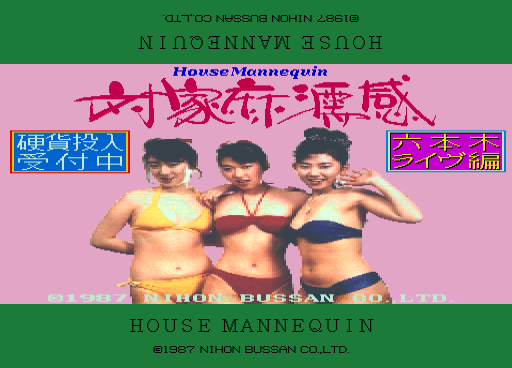 ©1987 NIHON BUSSAN CO.,LTD.
HOUSE MANNEQUIN
House Mannequin
硬貨投入
受付中
六本木
ライヴ編
©1987 NIHON BUSSAN CO.,LTD.
HOUSE MANNEQUIN
©1987 NIHON BUSSAN CO.,LTD.